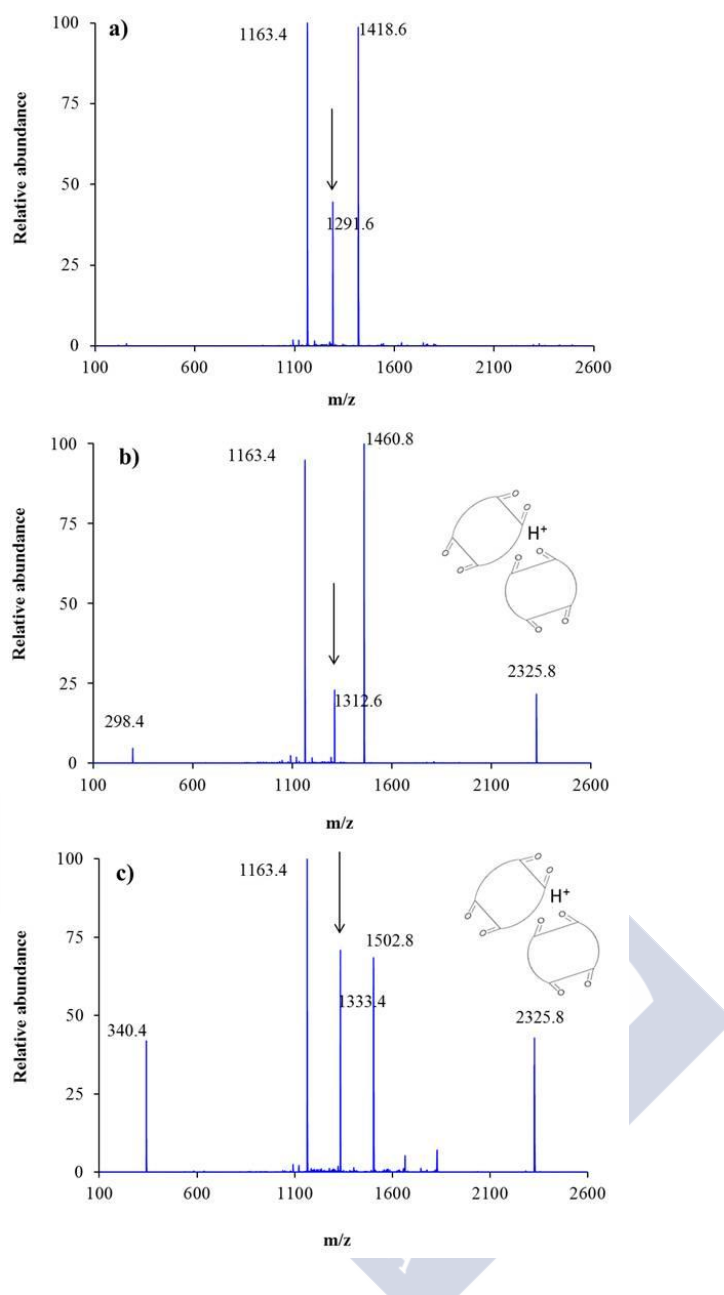 a)
100
75
50
25
0
Relative abundance
1163.4
1418.6
1291.6
100 600 1100 1600 2100 2600
m/z
b)
100
75
50
25
0
Relative abundance
1163.4
1460.8
1312.6
298.4
2325.8
O
O
O
O
H+
O
O
O
O
100 600 1100 1600 2100 2600
m/z
c)
100
75
50
25
0
Relative abundance
1163.4
1502.8
1333.4
340.4
2325.8
O
O
O
O
H+
O
O
O
O
100 600 1100 1600 2100 2600
m/z